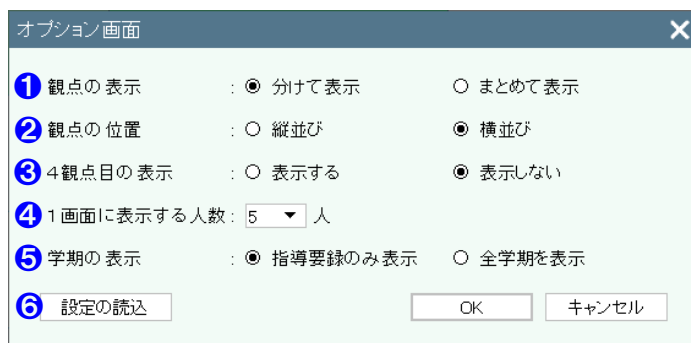 オプション画面
❶ 観点の表示 : ◉ 分けて表示 ○ まとめて表示
❷ 観点の位置 : ○ 縦並び ◉ 横並び
❸ 4観点目の表示 : ○ 表示する ◉ 表示しない
❹ 1画面に表示する人数 : 5 ▼ 人
❺ 学期の表示 : ◉ 指導要録のみ表示 ○ 全学期を表示
❻ 設定の読込 OK キャンセル